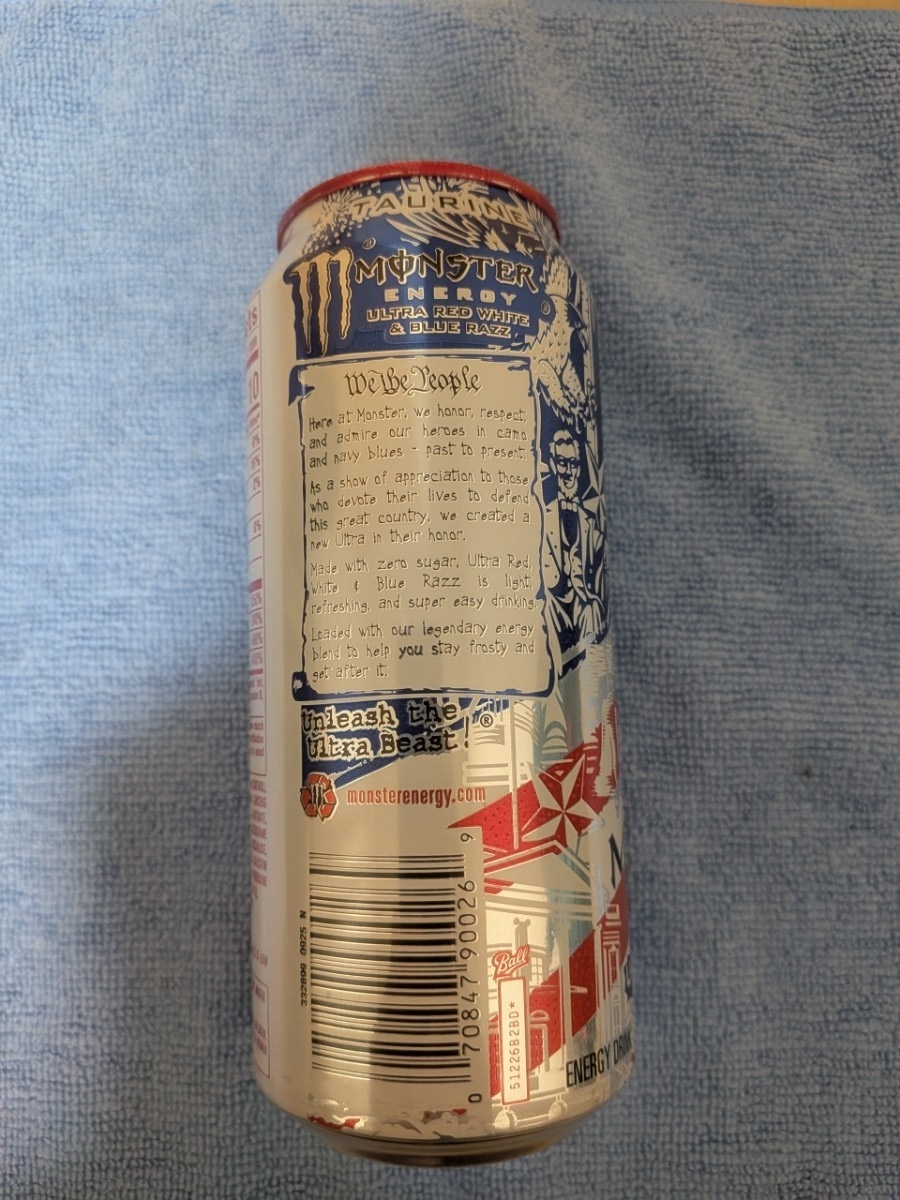 TAURINE
MONSTER
ENERGY
ULTRA RED WHITE
& BLUE RAZZ
We The People
Here at Monster, we honor, respect,
and admire our heroes in camo
and navy blues - past to present.
As a show of appreciation to those
who devote their lives to defend
this great country, we created a
new Ultra in their honor.
Made with zero sugar, Ultra Red,
White & Blue Razz is light,
refreshing, and super easy drinking.
Loaded with our legendary energy
blend to help you stay frosty and
get after it.
Unleash the
Ultra Beast!®
monsterenergy.com
332899 0925 N
0 70847 90026 9
Ball
51226B2BD*
ENERGY DRINK